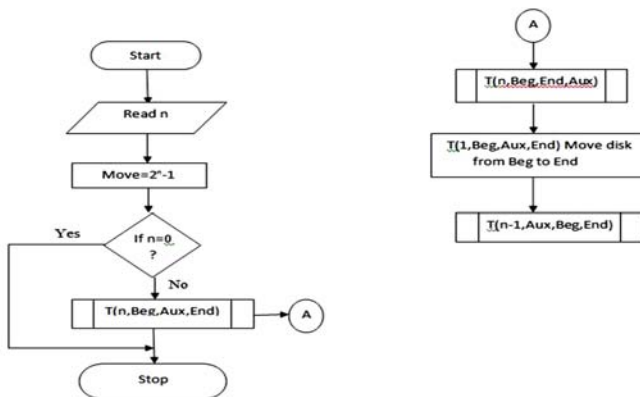 Start
Read n
Move=2ⁿ-1
If n=0
?
Yes
No
T(n,Beg,Aux,End)
A
Stop
A
T(n,Beg,End,Aux)
T(1,Beg,Aux,End) Move disk
from Beg to End
T(n-1,Aux,Beg,End)